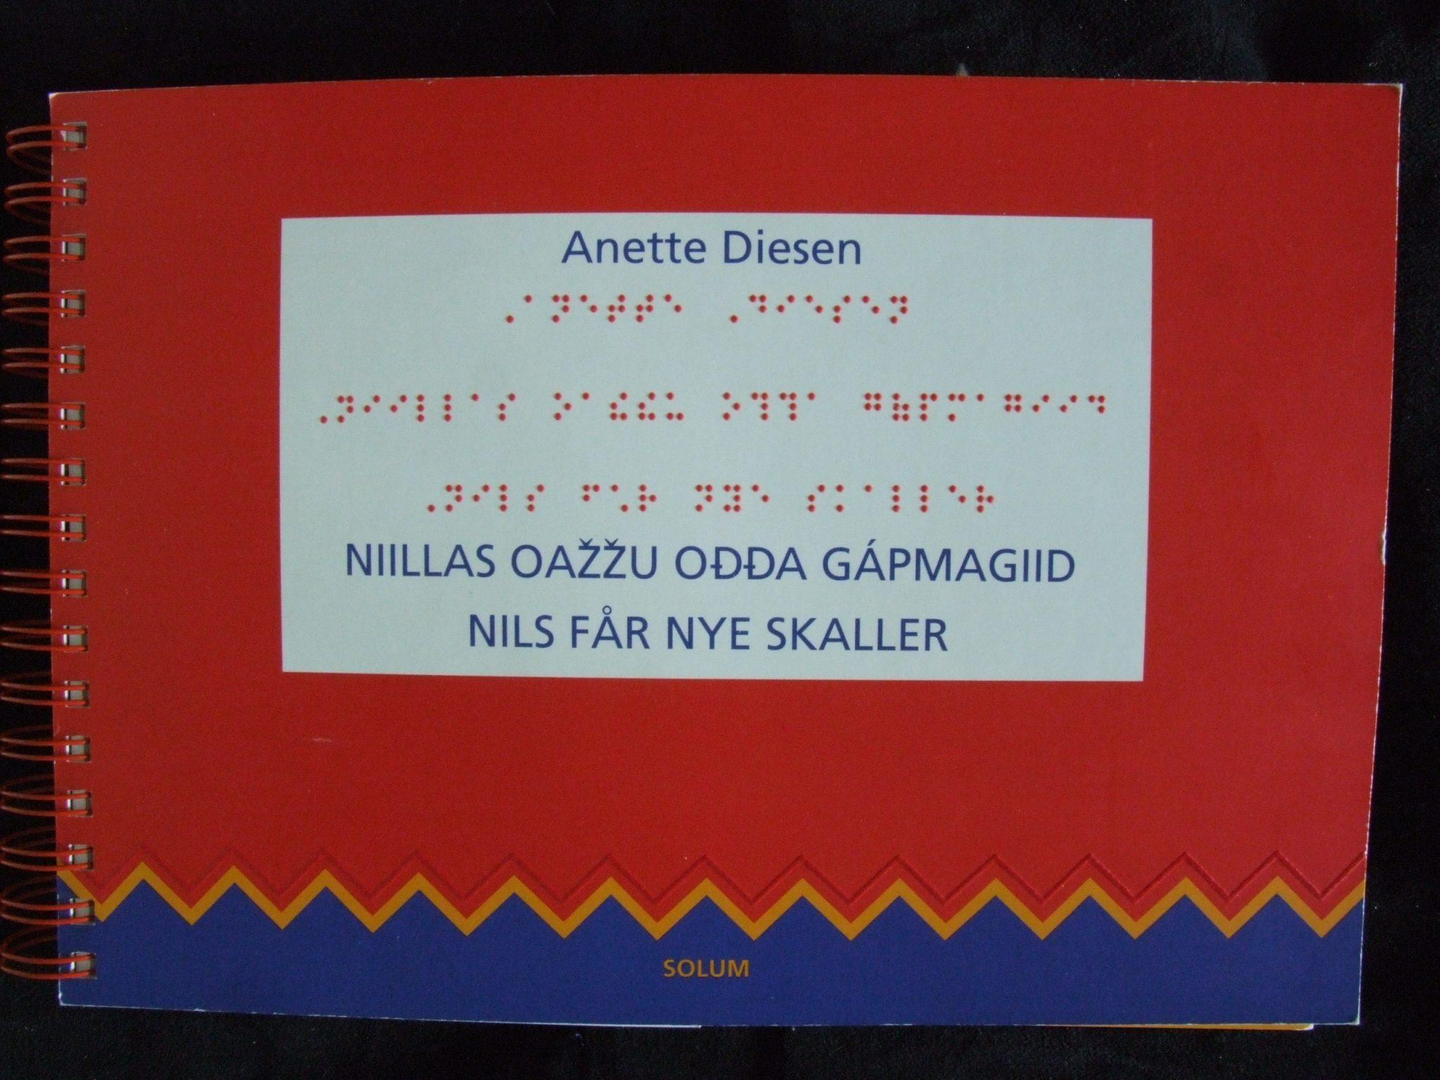 Anette Diesen
⠠⠁⠝⠑⠞⠞⠑ ⠠⠙⠊⠑⠎⠑⠝
NIILLAS OAŽŽU OĐĐA GÁPMAGIID
NILS FÅR NYE SKALLER
SOLUM